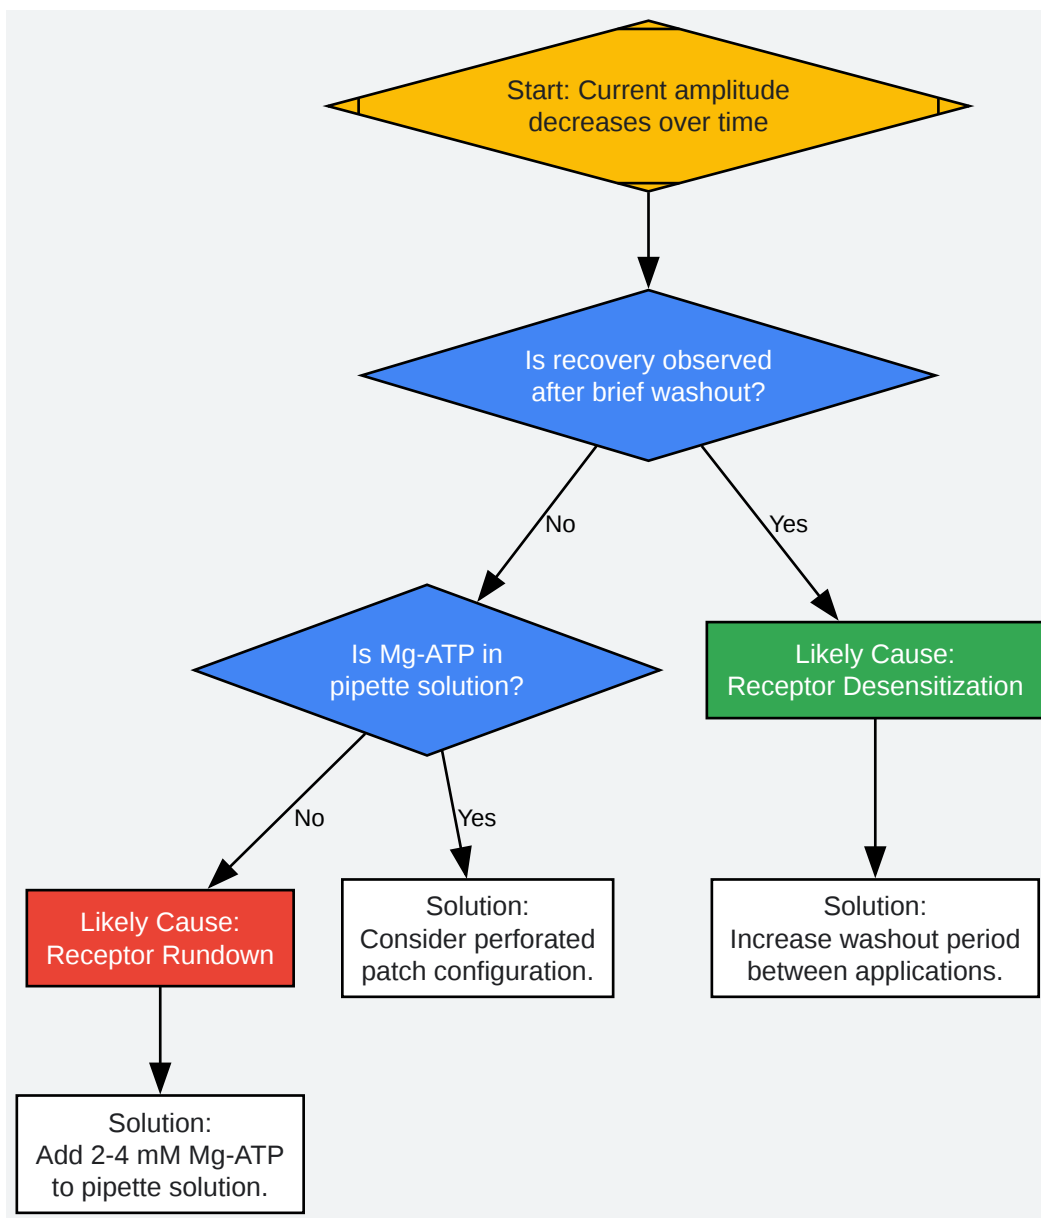 Start: Current amplitude
decreases over time
Is recovery observed
after brief washout?
No
Yes
Is Mg-ATP in
pipette solution?
Likely Cause:
Receptor Desensitization
No
Yes
Likely Cause:
Receptor Rundown
Solution:
Consider perforated
patch configuration.
Solution:
Increase washout period
between applications.
Solution:
Add 2-4 mM Mg-ATP
to pipette solution.